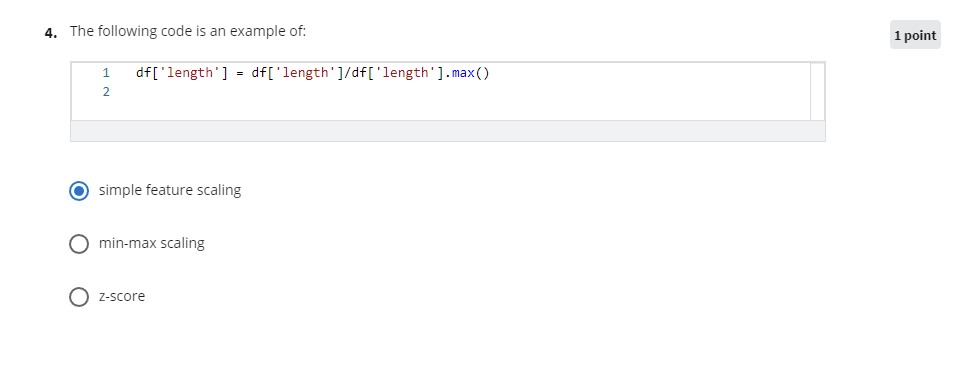 4. The following code is an example of:
1 point
1 df['length'] = df['length']/df['length'].max()
2
simple feature scaling
min-max scaling
z-score